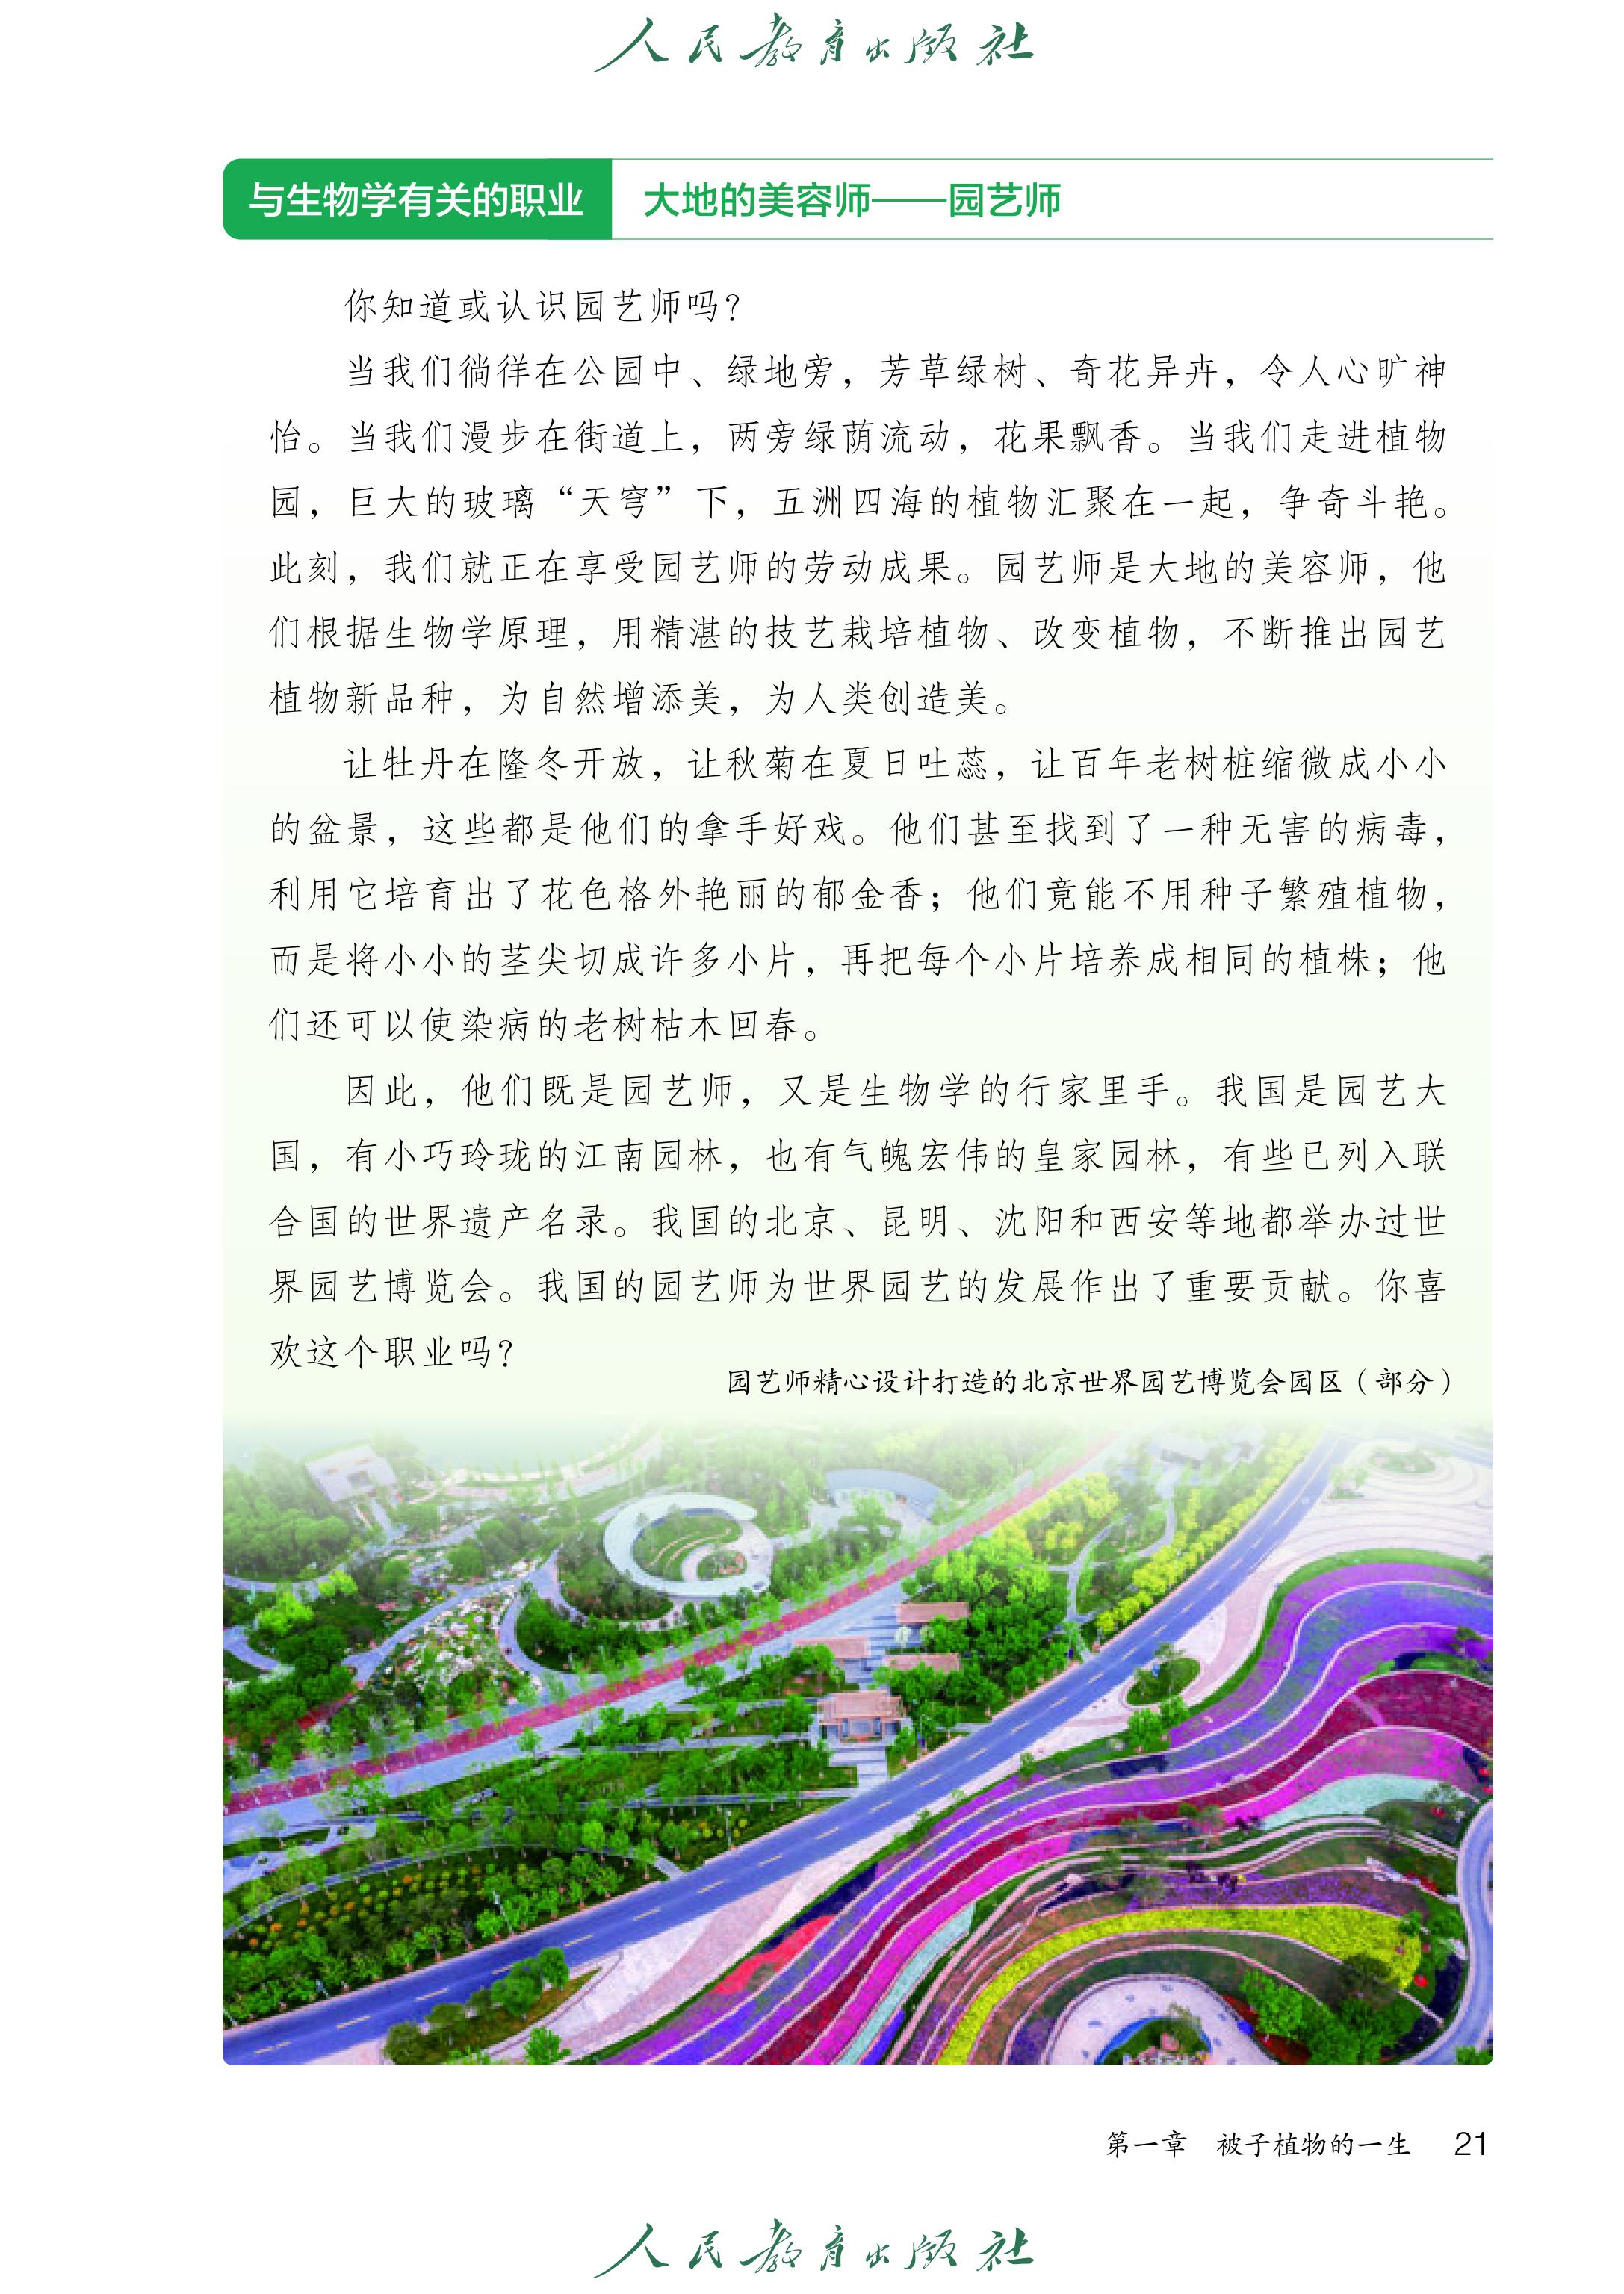 人民教育出版社
与生物学有关的职业 大地的美容师——园艺师
你知道或认识园艺师吗？
当我们徜徉在公园中、绿地旁，芳草绿树、奇花异卉，令人心旷神
怡。当我们漫步在街道上，两旁绿荫流动，花果飘香。当我们走进植物
园，巨大的玻璃“天穹”下，五洲四海的植物汇聚在一起，争奇斗艳。
此刻，我们就正在享受园艺师的劳动成果。园艺师是大地的美容师，他
们根据生物学原理，用精湛的技艺栽培植物、改变植物，不断推出园艺
植物新品种，为自然增添美，为人类创造美。
让牡丹在隆冬开放，让秋菊在夏日吐蕊，让百年老树桩缩微成小小
的盆景，这些都是他们的拿手好戏。他们甚至找到了一种无害的病毒，
利用它培育出了花色格外艳丽的郁金香；他们竟能不用种子繁殖植物，
而是将小小的茎尖切成许多小片，再把每个小片培养成相同的植株；他
们还可以使染病的老树枯木回春。
因此，他们既是园艺师，又是生物学的行家里手。我国是园艺大
国，有小巧玲珑的江南园林，也有气魄宏伟的皇家园林，有些已列入联
合国的世界遗产名录。我国的北京、昆明、沈阳和西安等地都举办过世
界园艺博览会。我国的园艺师为世界园艺的发展作出了重要贡献。你喜
欢这个职业吗？
园艺师精心设计打造的北京世界园艺博览会园区（部分）
第一章 被子植物的一生 21
人民教育出版社